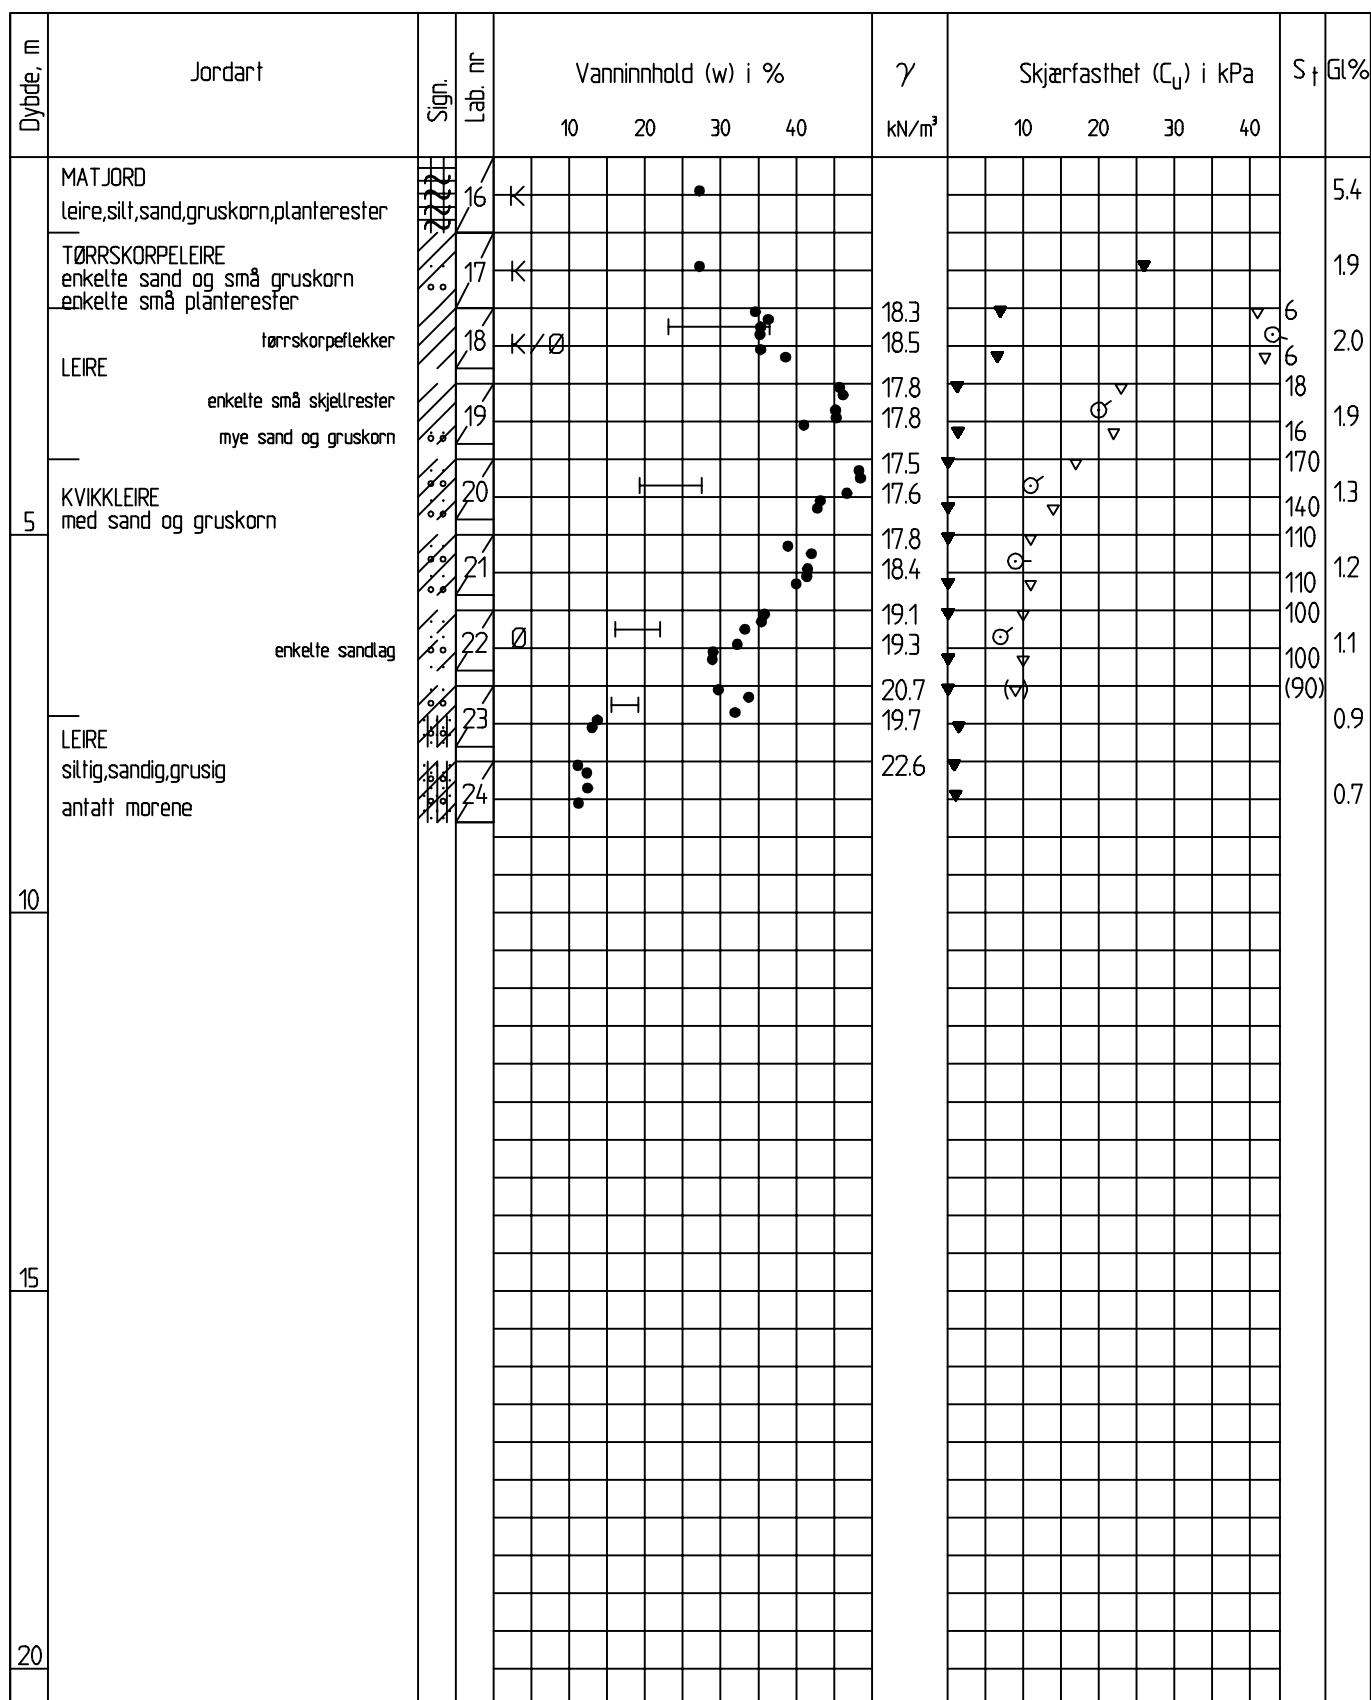 Dybde, m
Jordart
Sign.
Lab. nr
Vanninnhold (w) i %
10 20 30 40
γ
kN/m³
Skjærfasthet (Cu) i kPa
10 20 30 40
St
Gl%
MATJORD
leire,silt,sand,gruskorn,planterester
16 K 5.4
TØRRSKORPELEIRE
enkelte sand og små gruskorn
enkelte små planterester
17 K 1.9
18.3 6
tørrskorpeflekker
18 K/Ø 18.5 2.0
6
LEIRE
17.8 18
enkelte små skjellrester
19 17.8 1.9
mye sand og gruskorn
16
17.5 170
KVIKKLEIRE
med sand og gruskorn
20 17.6 1.3
140
5
17.8 110
21 18.4 1.2
110
19.1 100
enkelte sandlag
22 Ø 19.3 1.1
100
20.7 ( ) (90)
23 19.7 0.9
LEIRE
siltig,sandig,grusig
antatt morene
22.6
24 0.7
10
15
20